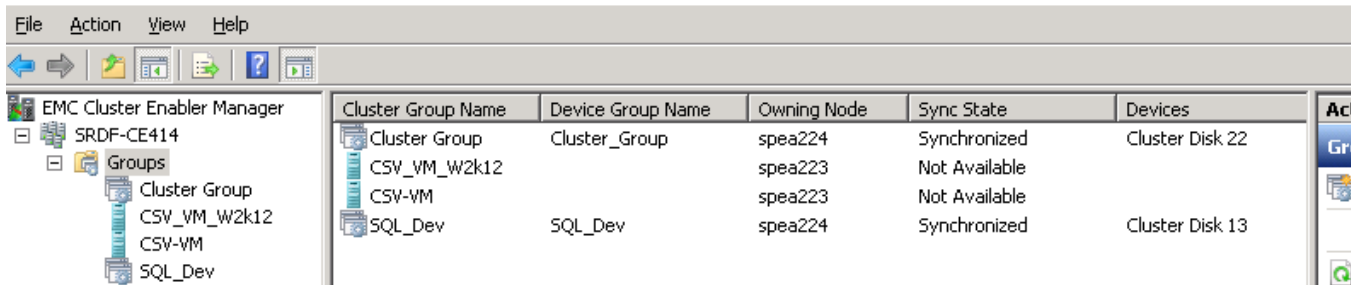 File Action View Help
EMC Cluster Enabler Manager
SRDF-CE414
Groups
Cluster Group
CSV_VM_W2k12
CSV-VM
SQL_Dev
Cluster Group Name Device Group Name Owning Node Sync State Devices
Cluster Group Cluster_Group spea224 Synchronized Cluster Disk 22
CSV_VM_W2k12 spea223 Not Available
CSV-VM spea223 Not Available
SQL_Dev SQL_Dev spea224 Synchronized Cluster Disk 13